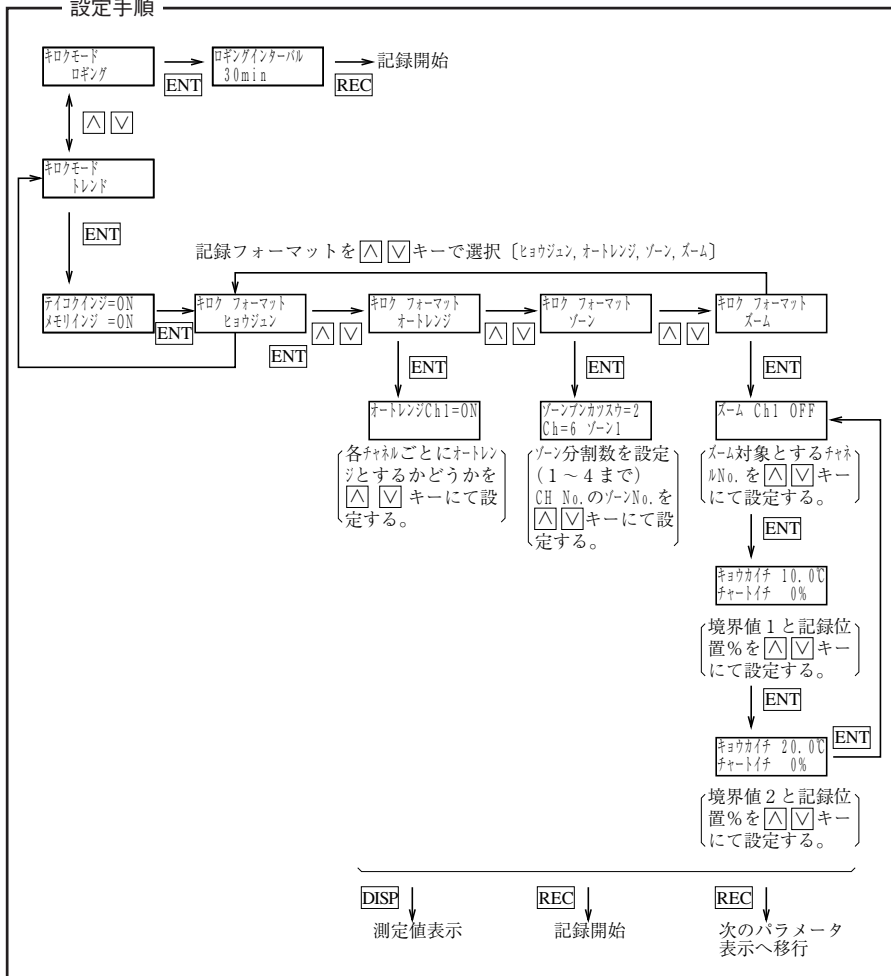 設定手順
キロクモード
ロギング
ENT
ロギングインターバル
30min
REC
記録開始
∧ ∨
キロクモード
トレンド
ENT
記録フォーマットを ∧ ∨ キーで選択〔ヒョウジュン, オートレンジ, ゾーン, ズーム〕
テイコクインジ=ON
メモリインジ =ON
ENT
キロク フォーマット
ヒョウジュン
ENT
∧ ∨
キロク フォーマット
オートレンジ
∧ ∨
キロク フォーマット
ゾーン
∧ ∨
キロク フォーマット
ズーム
ENT
オートレンジCh1=ON
各チャネルごとにオートレン
ジとするかどうかを
∧ ∨ キーにて設
定する。
ENT
ゾーンブンカツスウ=2
Ch=6 ゾーン1
ゾーン分割数を設定
(1～4まで)
CH No.のゾーンNo.を
∧ ∨ キーにて設
定する。
ENT
ズーム Ch1 OFF
ズーム対象とするチャネ
ルNo.を ∧ ∨ キー
にて設定する。
ENT
キョウカイチ 10.0℃
チャートイチ 0%
境界値1と記録位
置%を ∧ ∨ キー
にて設定する。
ENT
キョウカイチ 20.0℃
チャートイチ 0%
ENT
境界値2と記録位
置%を ∧ ∨ キー
にて設定する。
DISP
測定値表示
REC
記録開始
REC
次のパラメータ
表示へ移行